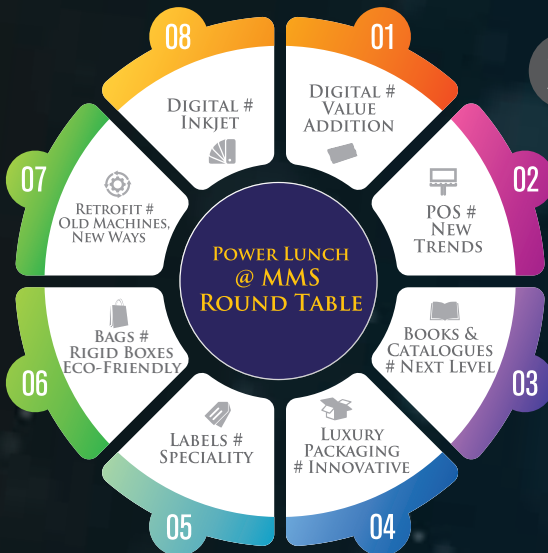 01
DIGITAL #
VALUE
ADDITION
02
POS #
NEW
TRENDS
03
BOOKS &
CATALOGUES
# NEXT LEVEL
04
LUXURY
PACKAGING
# INNOVATIVE
05
LABELS #
SPECIALITY
06
BAGS #
RIGID BOXES
ECO-FRIENDLY
07
RETROFIT #
OLD MACHINES,
NEW WAYS
08
DIGITAL #
INKJET
POWER LUNCH
@ MMS
ROUND TABLE